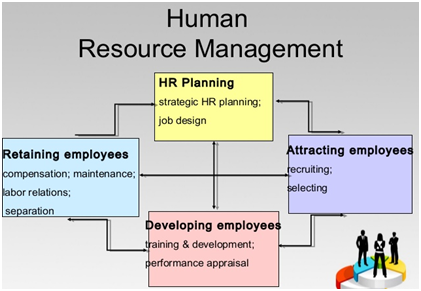 Human
Resource Management
HR Planning
strategic HR planning;
job design
Retaining employees
compensation; maintenance;
labor relations;
separation
Attracting employees
recruiting;
selecting
Developing employees
training & development;
performance appraisal